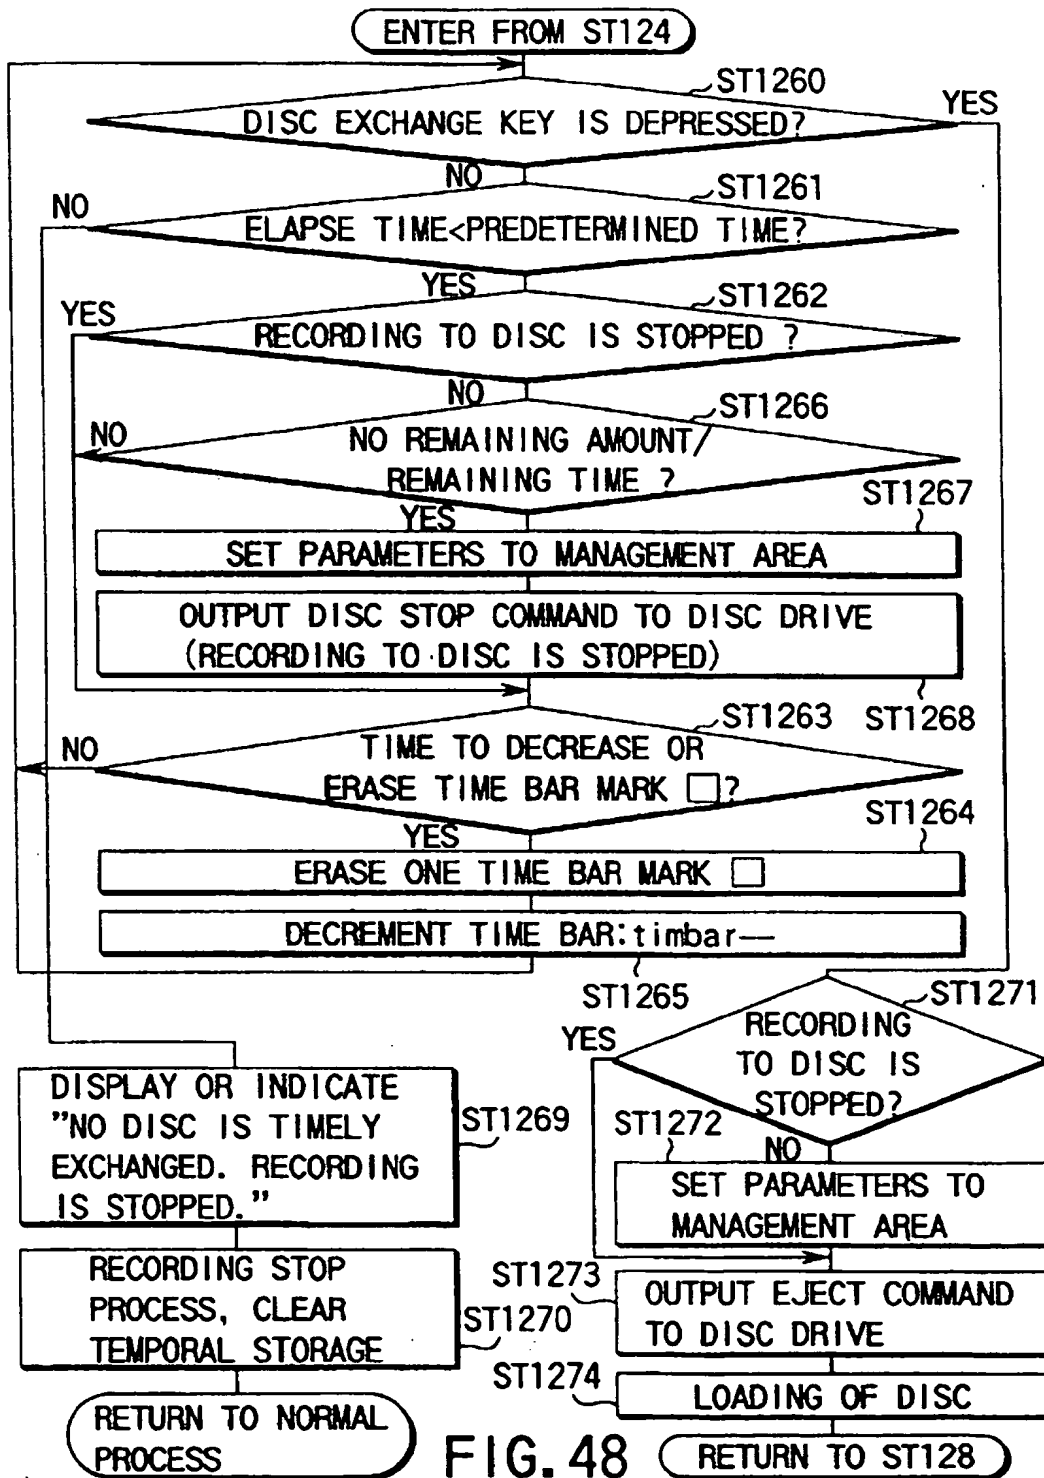 ENTER FROM ST124
ST1260
DISC EXCHANGE KEY IS DEPRESSED?
YES
NO
ST1261
NO
ELAPSE TIME<PREDETERMINED TIME?
YES
ST1262
YES
RECORDING TO DISC IS STOPPED ?
NO
ST1266
NO
NO REMAINING AMOUNT/
REMAINING TIME ?
YES
ST1267
SET PARAMETERS TO MANAGEMENT AREA
OUTPUT DISC STOP COMMAND TO DISC DRIVE
(RECORDING TO DISC IS STOPPED)
ST1268
ST1263
NO
TIME TO DECREASE OR
ERASE TIME BAR MARK □?
YES
ST1264
ERASE ONE TIME BAR MARK □
DECREMENT TIME BAR:timbar––
ST1265
ST1271
YES
RECORDING
TO DISC IS
STOPPED?
NO
ST1272
SET PARAMETERS TO
MANAGEMENT AREA
DISPLAY OR INDICATE
"NO DISC IS TIMELY
EXCHANGED. RECORDING
IS STOPPED."
ST1269
RECORDING STOP
PROCESS, CLEAR
TEMPORAL STORAGE
ST1270
RETURN TO NORMAL
PROCESS
ST1273
OUTPUT EJECT COMMAND
TO DISC DRIVE
ST1274
LOADING OF DISC
RETURN TO ST128
FIG. 48